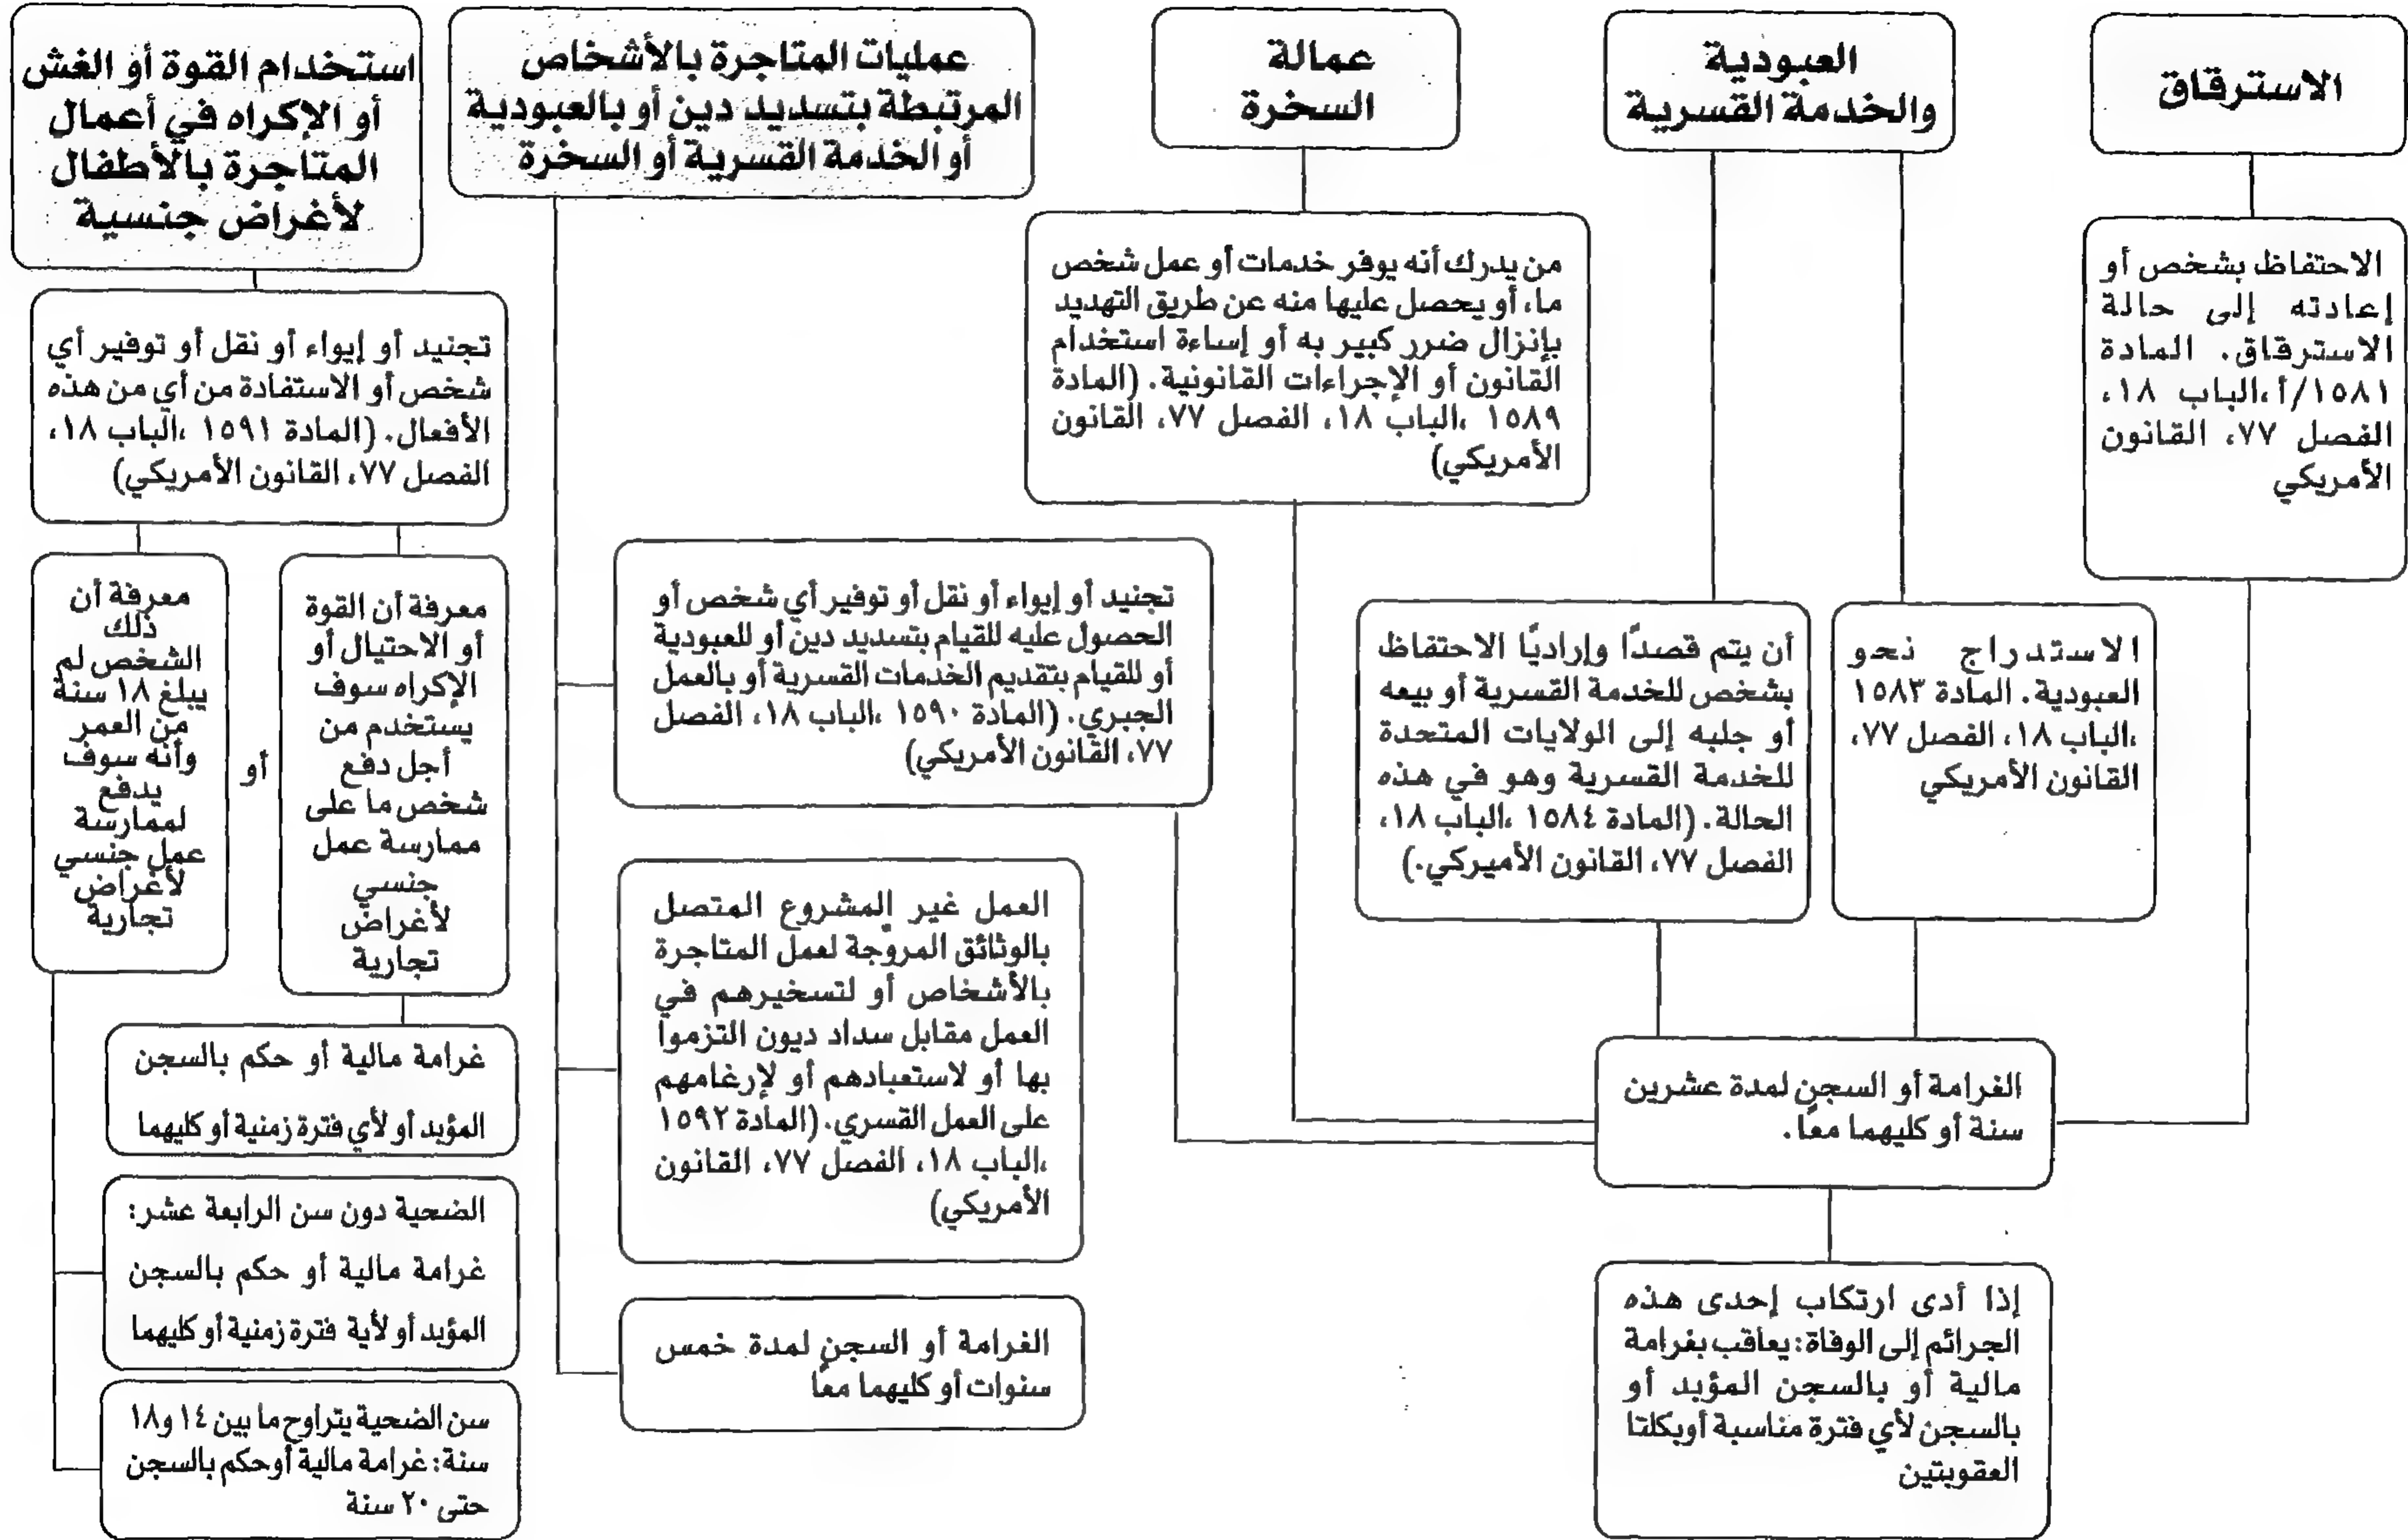 الاسترقاق
الاحتفاظ بشخص أو
إعادته إلى حالة
الاسترقاق. المادة
١٥٨١/أ،الباب ١٨،
الفصل ٧٧، القانون
الأمريكي
العبودية
والخدمة القسرية
الاستدراج نحو
العبودية. المادة ١٥٨٣
،الباب ١٨، الفصل ٧٧،
القانون الأمريكي
أن يتم قصدًا وإراديًا الاحتفاظ
بشخص للخدمة القسرية أو بيعه
أو جلبه إلى الولايات المتحدة
للخدمة القسرية وهو في هذه
الحالة. (المادة ١٥٨٤ ،الباب ١٨،
الفصل ٧٧، القانون الأميركي.)
عمالة
السخرة
من يدرك أنه يوفر خدمات أو عمل شخص
ما، أو يحصل عليها منه عن طريق التهديد
بإنزال ضرر كبير به أو إساءة استخدام
القانون أو الإجراءات القانونية. (المادة
١٥٨٩ ،الباب ١٨، الفصل ٧٧، القانون
الأمريكي)
الغرامة أو السجن لمدة عشرين
سنة أو كليهما معًا.
إذا أدى ارتكاب إحدى هذه
الجرائم إلى الوفاة: يعاقب بغرامة
مالية أو بالسجن المؤبد أو
بالسجن لأي فترة مناسبة أوبكلتا
العقوبتين
عمليات المتاجرة بالأشخاص
المرتبطة بتسديد دين أو بالعبودية
أو الخدمة القسرية أو السخرة
تجنيد أو إيواء أو نقل أو توفير أي شخص أو
الحصول عليه للقيام بتسديد دين أو للعبودية
أو للقيام بتقديم الخدمات القسرية أو بالعمل
الجبري. (المادة ١٥٩٠ ،الباب ١٨، الفصل
٧٧، القانون الأمريكي)
العمل غير المشروع المتصل
بالوثائق المروّجة لعمل المتاجرة
بالأشخاص أو لتسخيرهم في
العمل مقابل سداد ديون التزموا
بها أو لاستعبادهم أو لإرغامهم
على العمل القسري. (المادة ١٥٩٢
،الباب ١٨، الفصل ٧٧، القانون
الأمريكي)
الغرامة أو السجن لمدة خمس
سنوات أو كليهما معًا
استخدام القوة أو الغش
أو الإكراه في أعمال
المتاجرة بالأطفال
لأغراض جنسية
تجنيد أو إيواء أو نقل أو توفير أي
شخص أو الاستفادة من أي من هذه
الأفعال. (المادة ١٥٩١ ،الباب ١٨،
الفصل ٧٧، القانون الأمريكي)
معرفة أن القوة
أو الاحتيال أو
الإكراه سوف
يستخدم من
أجل دفع
شخص ما على
ممارسة عمل
جنسي
لأغراض
تجارية
أو
معرفة أن
ذلك
الشخص لم
يبلغ ١٨ سنة
من العمر
وأنه سوف
يدفع
لممارسة
عمل جنسي
لأغراض
تجارية
غرامة مالية أو حكم بالسجن
المؤبد أو لأي فترة زمنية أو كليهما
الضحية دون سن الرابعة عشر:
غرامة مالية أو حكم بالسجن
المؤبد أو لأية فترة زمنية أو كليهما
سن الضحية يتراوح ما بين ١٤ و١٨
سنة: غرامة مالية أوحكم بالسجن
حتى ٢٠ سنة